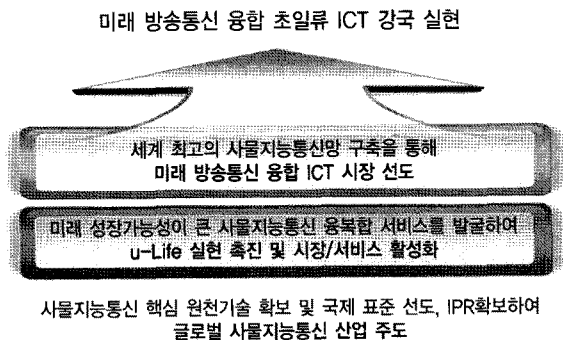 미래 방송통신 융합 초일류 ICT 강국 실현
세계 최고의 사물지능통신망 구축을 통해
미래 방송통신 융합 ICT 시장 선도
미래 성장가능성이 큰 사물지능통신 융복합 서비스를 발굴하여
u-Life 실현 촉진 및 시장/서비스 활성화
사물지능통신 핵심 원천기술 확보 및 국제 표준 선도, IPR확보하여
글로벌 사물지능통신 산업 주도